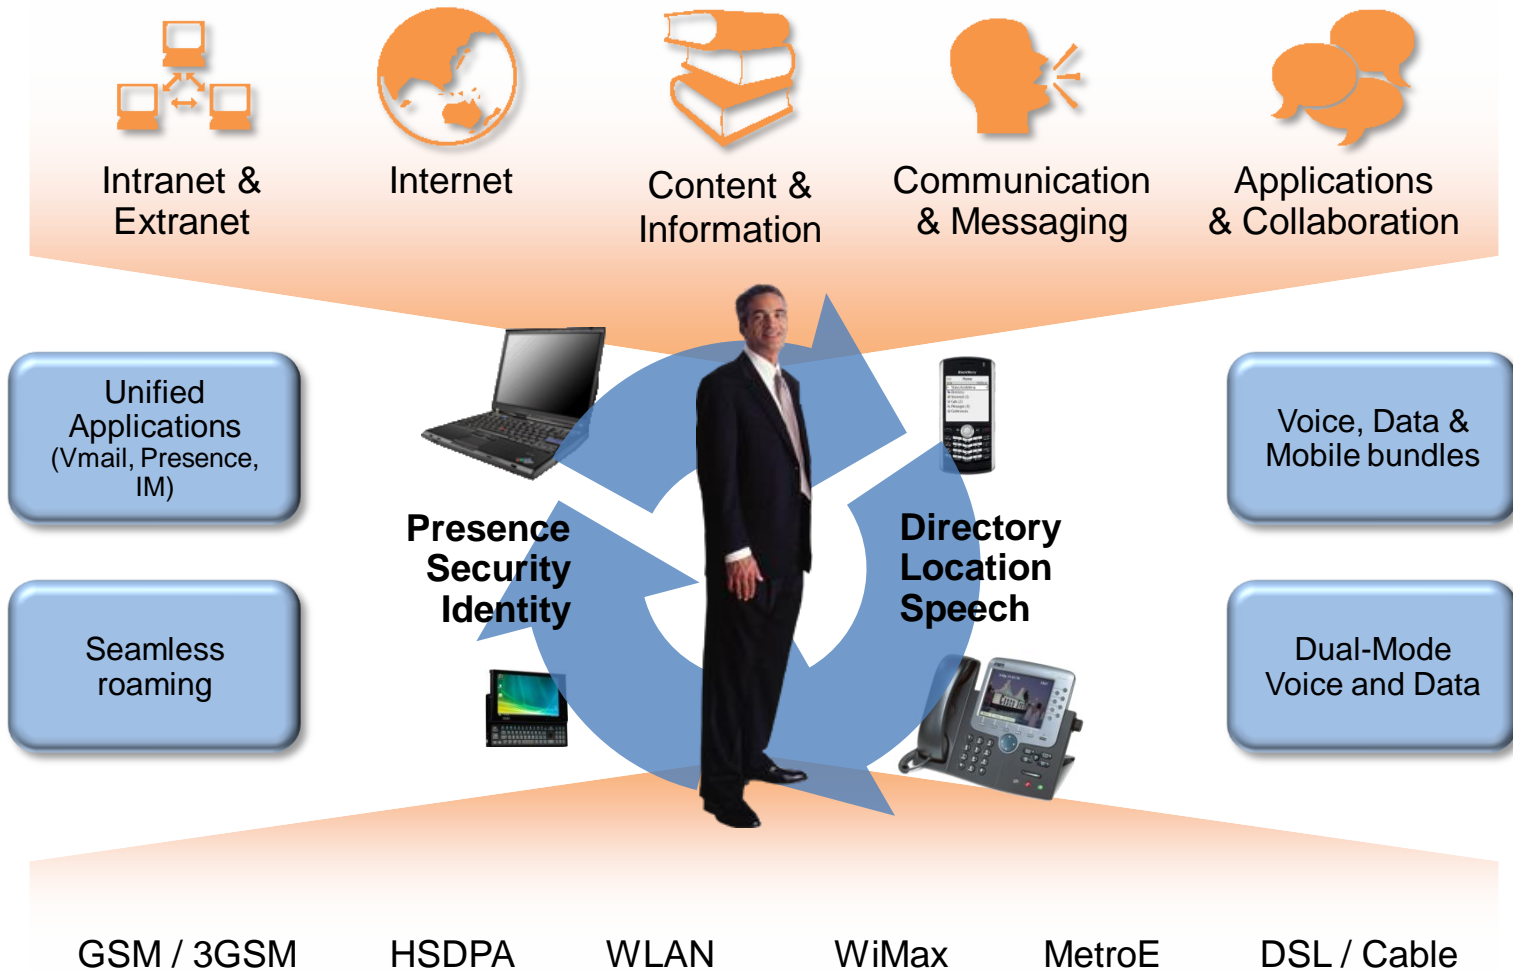 Intranet &
Extranet
Internet
Content &
Information
Communication
& Messaging
Applications
& Collaboration
Unified
Applications
(Vmail, Presence,
IM)
Voice, Data &
Mobile bundles
Presence
Security
Identity
Directory
Location
Speech
Seamless
roaming
Dual-Mode
Voice and Data
GSM / 3GSM
HSDPA
WLAN
WiMax
MetroE
DSL / Cable